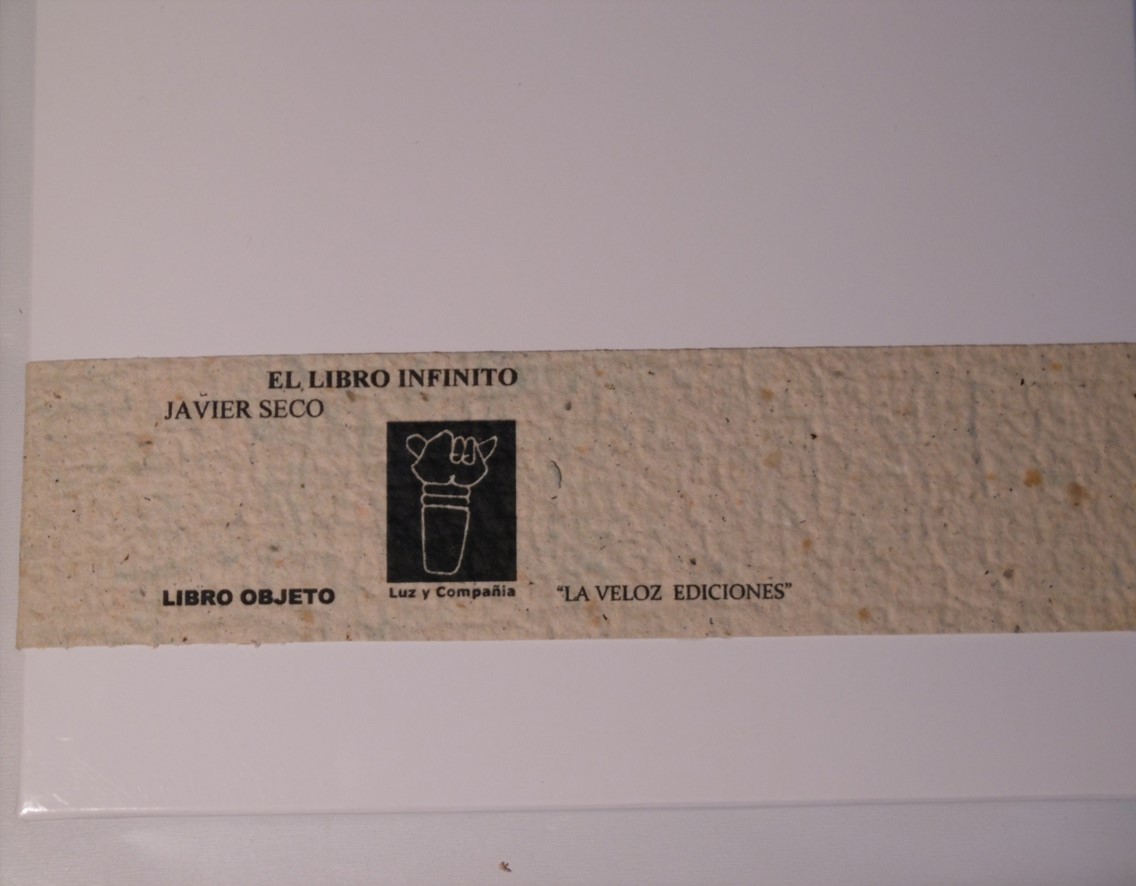 EL LIBRO INFINITO
JAVIER SECO
LIBRO OBJETO
Luz y Compañia
“LA VELOZ EDICIONES”